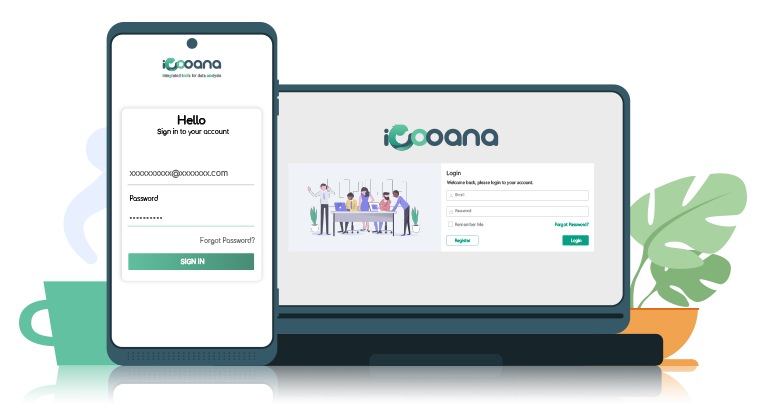 iCooana
Integrated tools for data analysis
Hello
Sign in to your account
xxxxxxxxxx@xxxxxxx.com
Password
••••••••••
Forgot Password?
SIGN IN
iCooana
Login
Welcome back, please login to your account.
Email
Password
Remember Me
Forgot Password?
Register
Login